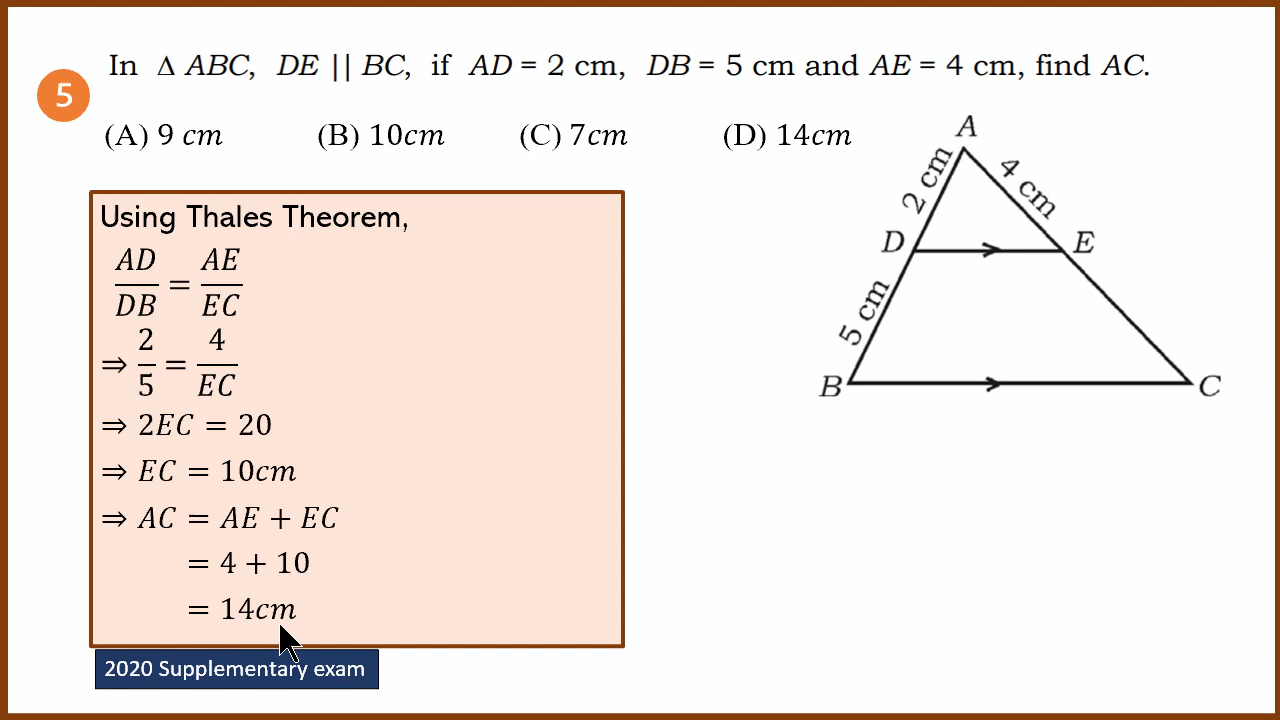 5
In Δ ABC, DE || BC, if AD = 2 cm, DB = 5 cm and AE = 4 cm, find AC.
(A) 9 cm (B) 10cm (C) 7cm (D) 14cm
Using Thales Theorem,
AD/DB = AE/EC
⇒ 2/5 = 4/EC
⇒ 2EC = 20
⇒ EC = 10cm
⇒ AC = AE + EC
= 4 + 10
= 14cm
2020 Supplementary exam
A
2 cm
4 cm
D
E
5 cm
B
C